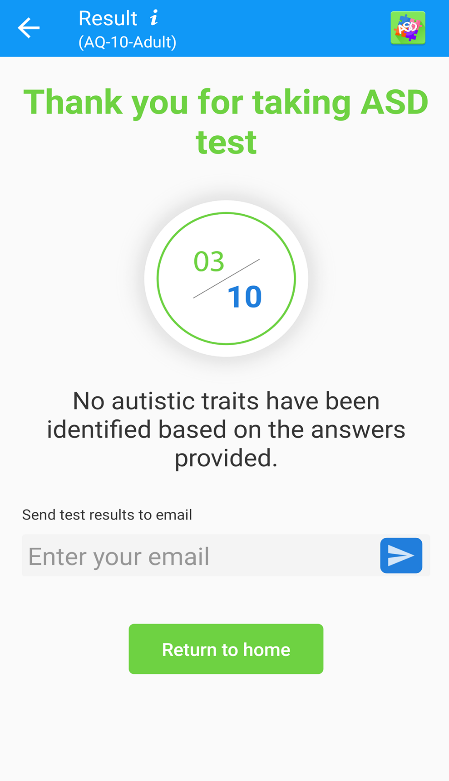 Result i
(AQ-10-Adult)
ASD
Thank you for taking ASD
test
03
10
No autistic traits have been
identified based on the answers
provided.
Send test results to email
Enter your email
Return to home